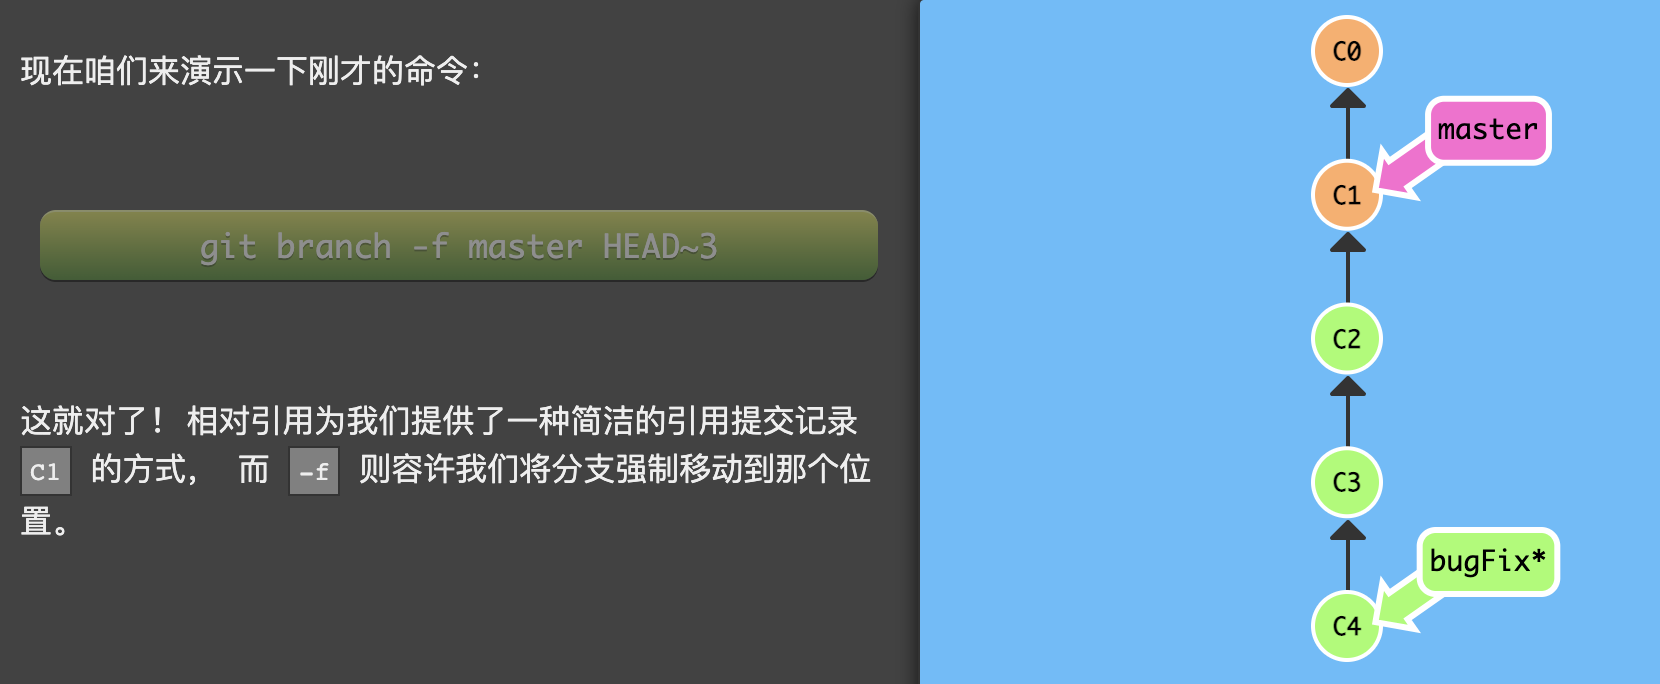 现在咱们来演示一下刚才的命令：
git branch -f master HEAD~3
这就对了！相对引用为我们提供了一种简洁的引用提交记录
C1 的方式， 而 -f 则容许我们将分支强制移动到那个位
置。
C0
master
C1
C2
C3
bugFix*
C4